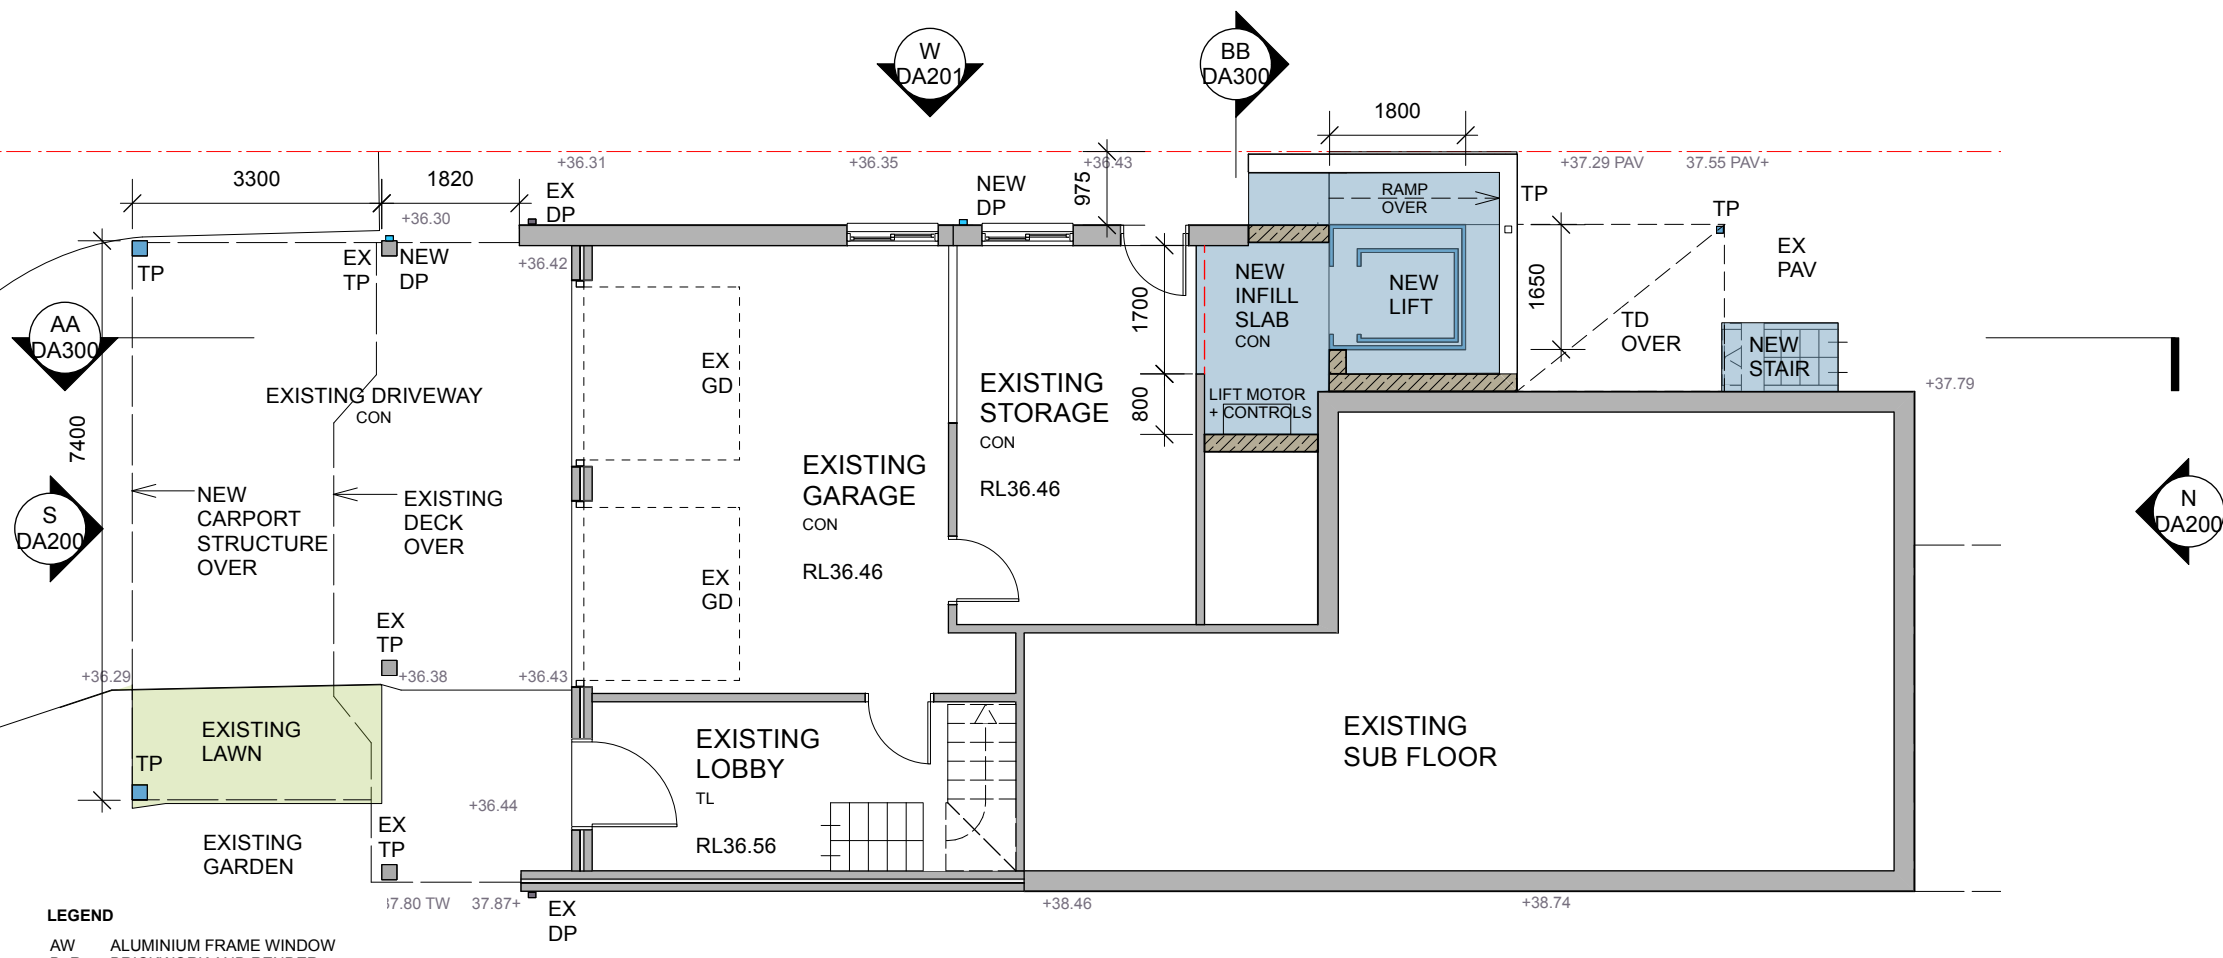 W
DA201
BB
DA300
1800
+36.31
+36.35
+36.43
+37.29 PAV
37.55 PAV+
3300
1820
975
EX
DP
NEW
DP
RAMP
OVER
TP
TP
+36.30
EX
TP
NEW
DP
+36.42
TP
EX
PAV
NEW
INFILL
SLAB
CON
NEW
LIFT
1650
1700
AA
DA300
TD
OVER
NEW
STAIR
EX
GD
EXISTING DRIVEWAY
CON
EXISTING
STORAGE
CON
RL36.46
LIFT MOTOR
+ CONTROLS
800
+37.79
7400
EXISTING
GARAGE
CON
RL36.46
NEW
CARPORT
STRUCTURE
OVER
EXISTING
DECK
OVER
S
DA200
N
DA200
EX
GD
EX
TP
+36.29
+36.38
+36.43
EXISTING
LAWN
TP
EXISTING
LOBBY
TL
RL36.56
EXISTING
SUB FLOOR
+36.44
EX
TP
EXISTING
GARDEN
37.80 TW
37.87+
EX
DP
+38.46
+38.74
LEGEND
AW ALUMINIUM FRAME WINDOW